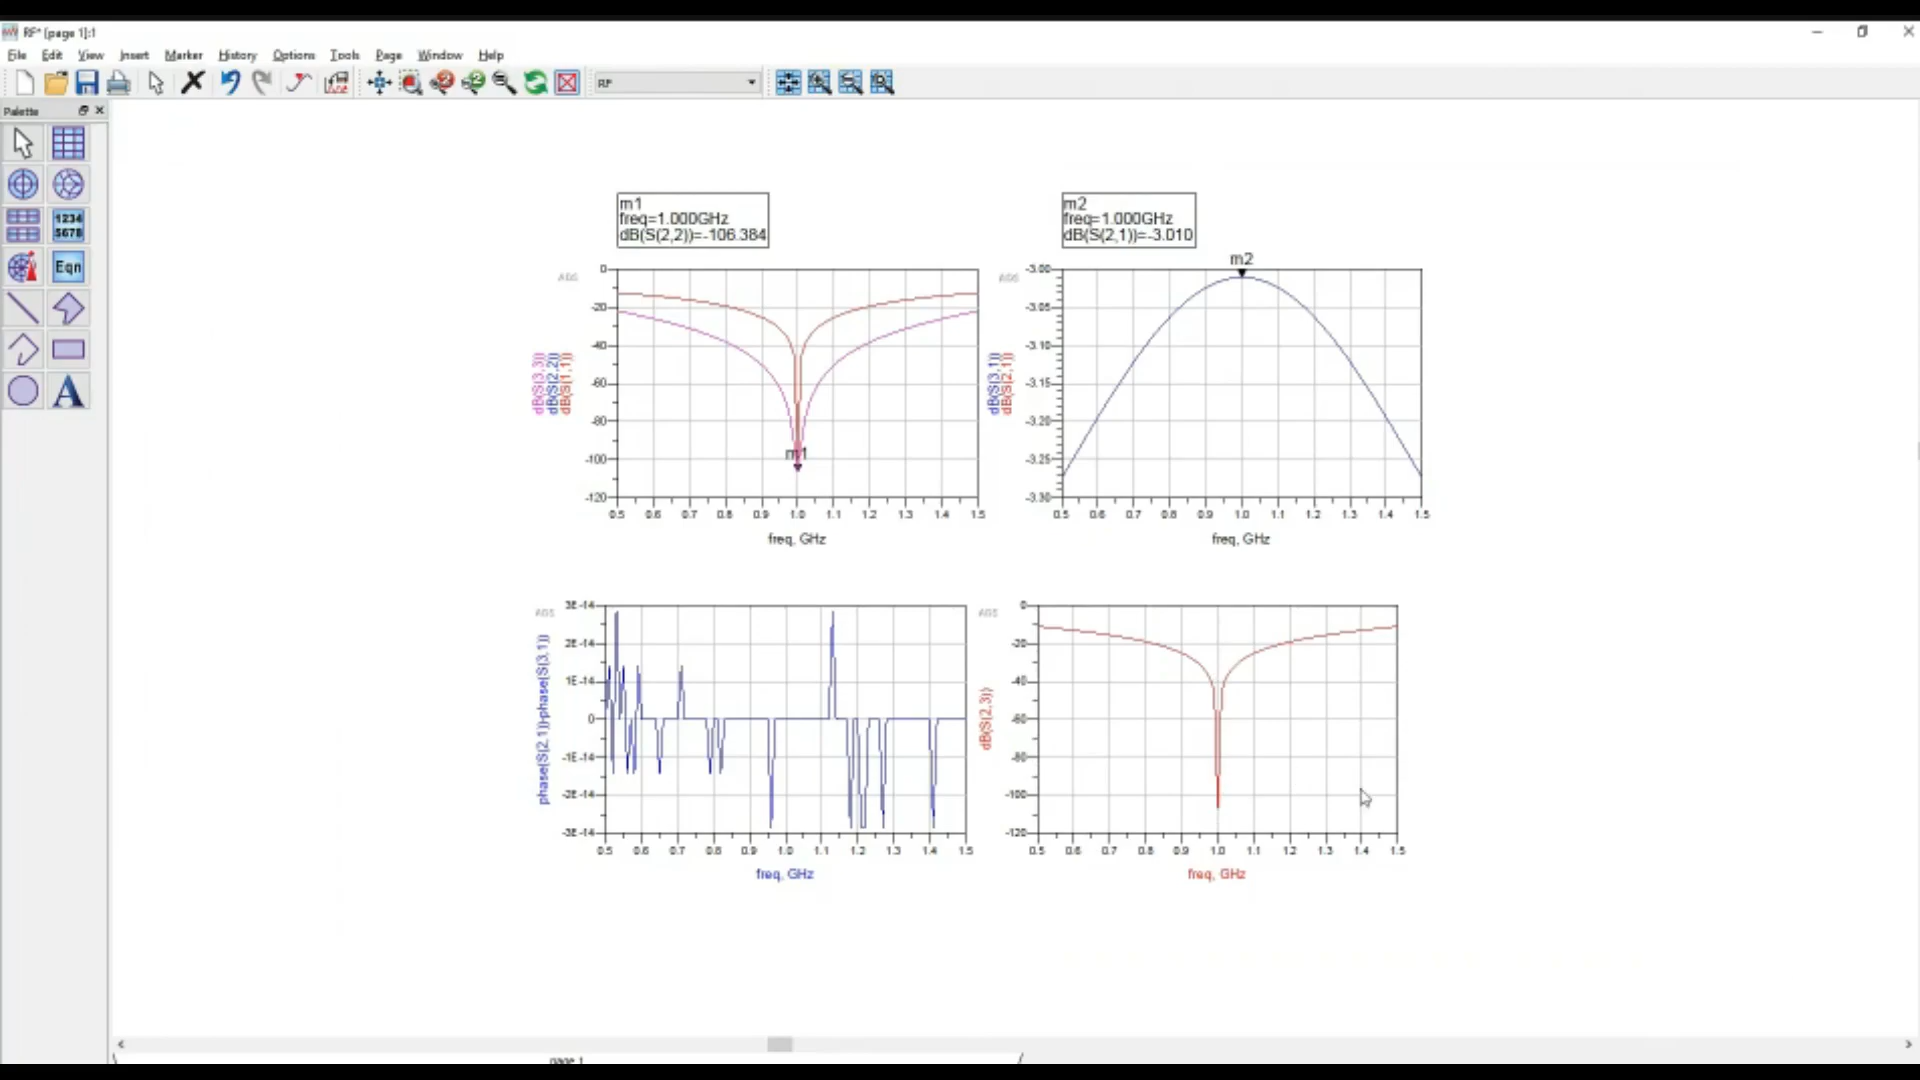 RF* [page 1]:1
File Edit View Insert Marker History Options Tools Page Window Help
RF
Palette
1234
5678
Eqn
A
m1
freq=1.000GHz
dB(S(2,2))=-106.384
m2
freq=1.000GHz
dB(S(2,1))=-3.010
ADS
0
-20
-40
-60
-80
-100
-120
dB(S(3,3))
dB(S(2,2))
dB(S(1,1))
m1
0.5 0.6 0.7 0.8 0.9 1.0 1.1 1.2 1.3 1.4 1.5
freq, GHz
ADS
m2
-3.00
-3.05
-3.10
-3.15
-3.20
-3.25
-3.30
dB(S(3,1))
dB(S(2,1))
0.5 0.6 0.7 0.8 0.9 1.0 1.1 1.2 1.3 1.4 1.5
freq, GHz
ADS
3E-14
2E-14
1E-14
0
-1E-14
-2E-14
-3E-14
phase(S(2,1))-phase(S(3,1))
0.5 0.6 0.7 0.8 0.9 1.0 1.1 1.2 1.3 1.4 1.5
freq, GHz
ADS
0
-20
-40
-60
-80
-100
-120
dB(S(2,3))
0.5 0.6 0.7 0.8 0.9 1.0 1.1 1.2 1.3 1.4 1.5
freq, GHz
page 1